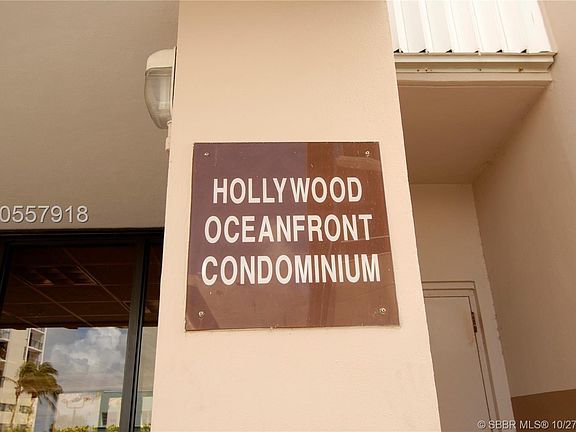 HOLLYWOOD
OCEANFRONT
CONDOMINIUM
0557918
© SBBR MLS® 10/27